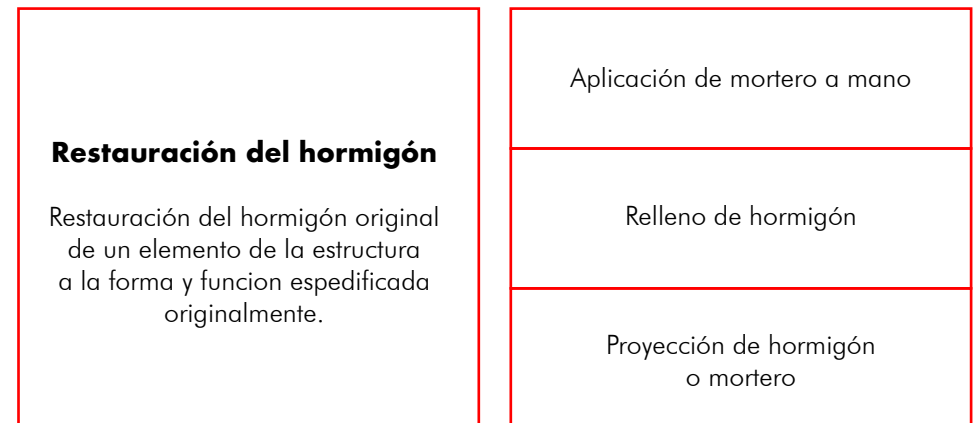 Restauración del hormigón
Restauración del hormigón original
de un elemento de la estructura
a la forma y funcion espedificada
originalmente.
Aplicación de mortero a mano
Relleno de hormigón
Proyección de hormigón
o mortero